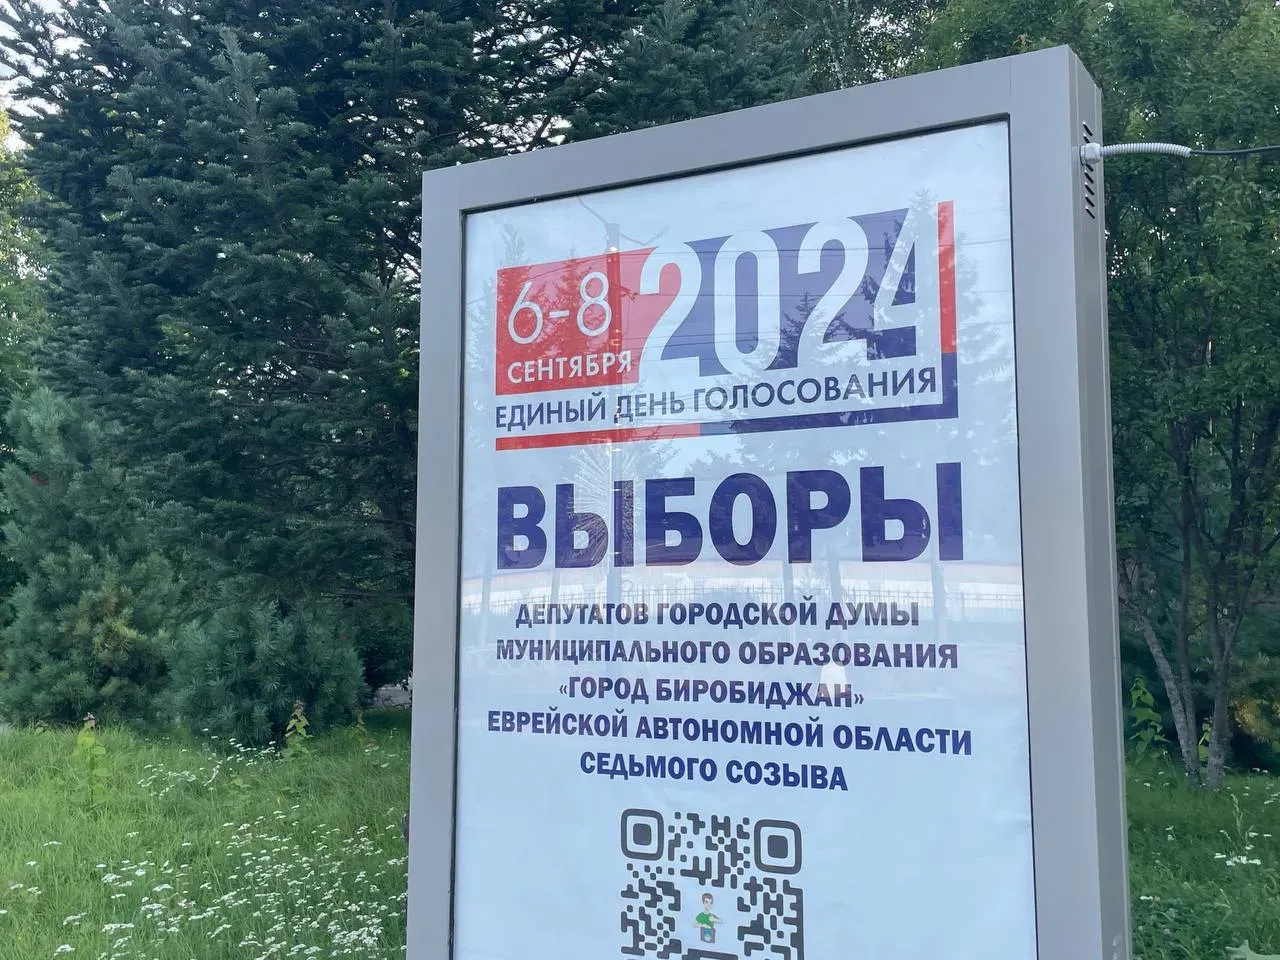 6-8 2024
СЕНТЯБРЯ
ЕДИНЫЙ ДЕНЬ ГОЛОСОВАНИЯ
ВЫБОРЫ
ДЕПУТАТОВ ГОРОДСКОЙ ДУМЫ
МУНИЦИПАЛЬНОГО ОБРАЗОВАНИЯ
«ГОРОД БИРОБИДЖАН»
ЕВРЕЙСКОЙ АВТОНОМНОЙ ОБЛАСТИ
СЕДЬМОГО СОЗЫВА